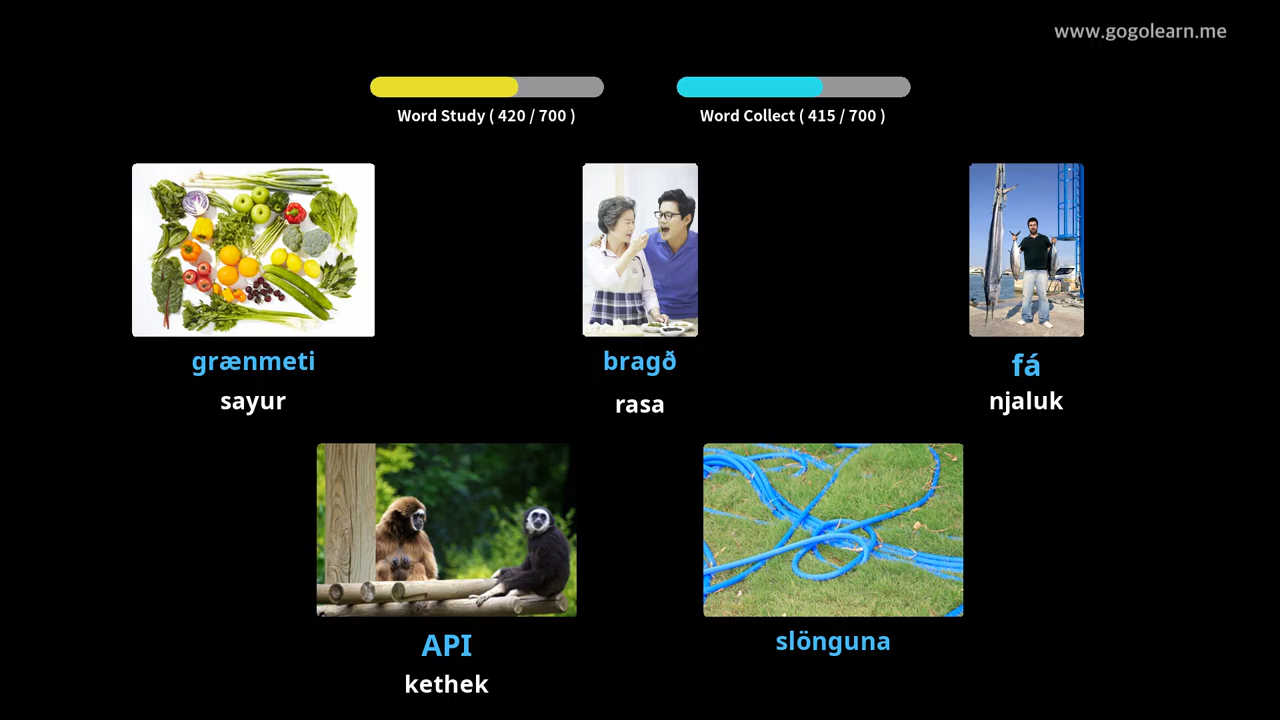 www.gogolearn.me
Word Study ( 420 / 700 )
Word Collect ( 415 / 700 )
grænmeti
bragð
fá
sayur
rasa
njaluk
API
slönguna
kethek